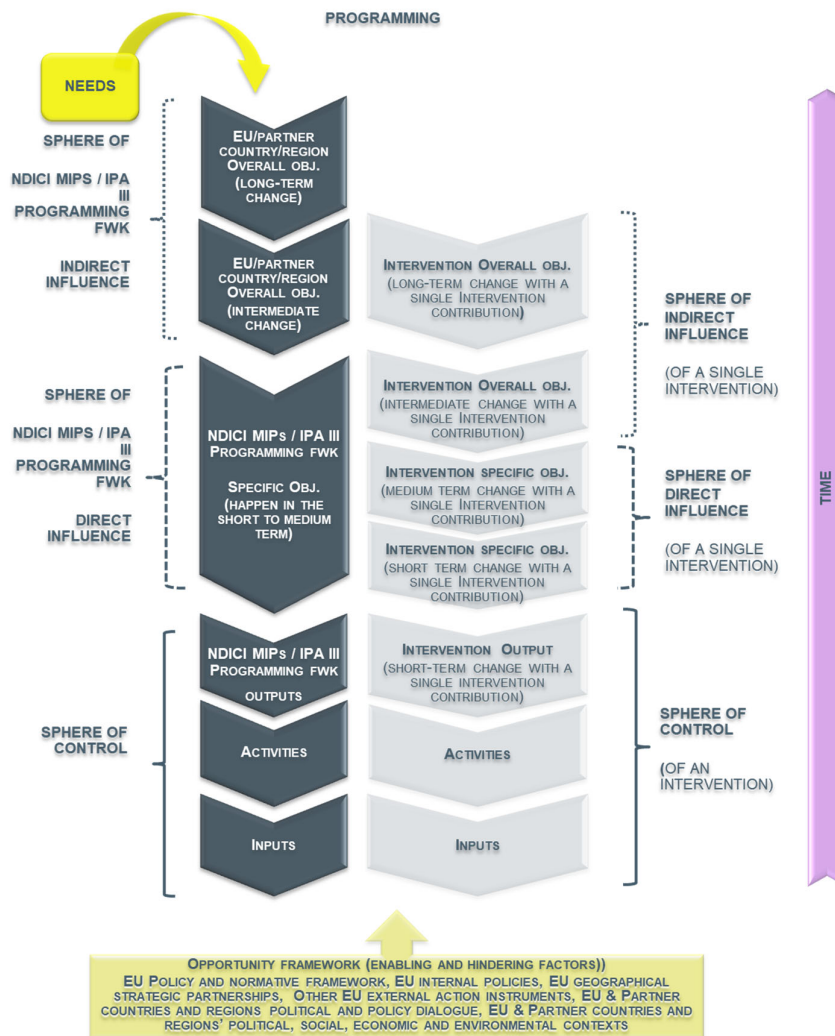 PROGRAMMING
NEEDS
SPHERE OF
NDICI MIPS / IPA
III
PROGRAMMING
FWK
INDIRECT
INFLUENCE
EU/PARTNER
COUNTRY/REGION
OVERALL OBJ.
(LONG-TERM
CHANGE)
EU/PARTNER
COUNTRY/REGION
OVERALL OBJ.
(INTERMEDIATE
CHANGE)
INTERVENTION OVERALL OBJ.
(LONG-TERM CHANGE WITH A
SINGLE INTERVENTION
CONTRIBUTION)
SPHERE OF
INDIRECT
INFLUENCE
(OF A SINGLE
INTERVENTION)
SPHERE OF
NDICI MIPS / IPA
III
PROGRAMMING
FWK
DIRECT
INFLUENCE
NDICI MIPs / IPA III
PROGRAMMING FWK
SPECIFIC OBJ.
(HAPPEN IN THE
SHORT TO MEDIUM
TERM)
INTERVENTION OVERALL OBJ.
(INTERMEDIATE CHANGE WITH A
SINGLE INTERVENTION
CONTRIBUTION)
INTERVENTION SPECIFIC OBJ.
(MEDIUM TERM CHANGE WITH A
SINGLE INTERVENTION
CONTRIBUTION)
INTERVENTION SPECIFIC OBJ.
(SHORT TERM CHANGE WITH A
SINGLE INTERVENTION
CONTRIBUTION)
SPHERE OF
DIRECT
INFLUENCE
(OF A SINGLE
INTERVENTION)
TIME
SPHERE OF
CONTROL
NDICI MIPs / IPA III
PROGRAMMING FWK
OUTPUTS
ACTIVITIES
INPUTS
INTERVENTION OUTPUT
(SHORT-TERM CHANGE WITH A
SINGLE INTERVENTION
CONTRIBUTION)
ACTIVITIES
INPUTS
SPHERE OF
CONTROL
(OF AN
INTERVENTION)
OPPORTUNITY FRAMEWORK (ENABLING AND HINDERING FACTORS))
EU POLICY AND NORMATIVE FRAMEWORK, EU INTERNAL POLICIES, EU GEOGRAPHICAL
STRATEGIC PARTNERSHIPS, OTHER EU EXTERNAL ACTION INSTRUMENTS, EU & PARTNER
COUNTRIES AND REGIONS POLITICAL AND POLICY DIALOGUE, EU & PARTNER COUNTRIES AND
REGIONS' POLITICAL, SOCIAL, ECONOMIC AND ENVIRONMENTAL CONTEXTS